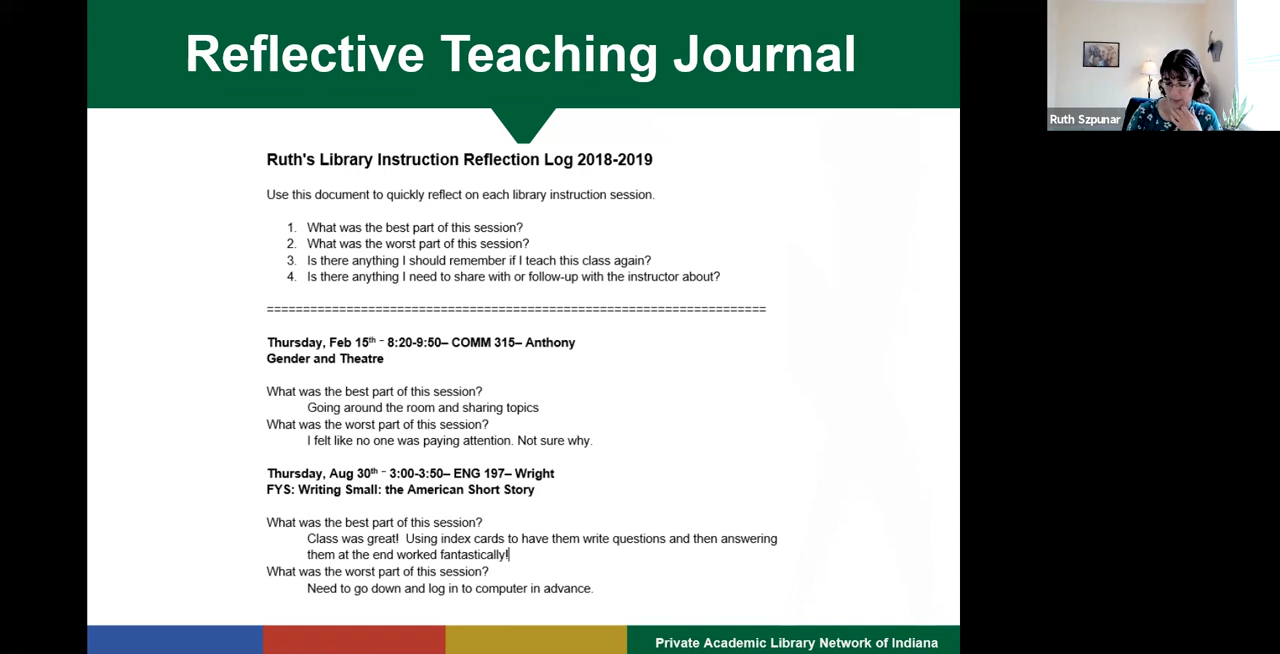 Reflective Teaching Journal
Ruth Szpunar
Ruth's Library Instruction Reflection Log 2018-2019
Use this document to quickly reflect on each library instruction session.
1. What was the best part of this session?
2. What was the worst part of this session?
3. Is there anything I should remember if I teach this class again?
4. Is there anything I need to share with or follow-up with the instructor about?
=====================================================================
Thursday, Feb 15th – 8:20-9:50– COMM 315– Anthony
Gender and Theatre
What was the best part of this session?
Going around the room and sharing topics
What was the worst part of this session?
I felt like no one was paying attention. Not sure why.
Thursday, Aug 30th – 3:00-3:50– ENG 197– Wright
FYS: Writing Small: the American Short Story
What was the best part of this session?
Class was great!  Using index cards to have them write questions and then answering
them at the end worked fantastically!
What was the worst part of this session?
Need to go down and log in to computer in advance.
Private Academic Library Network of Indiana